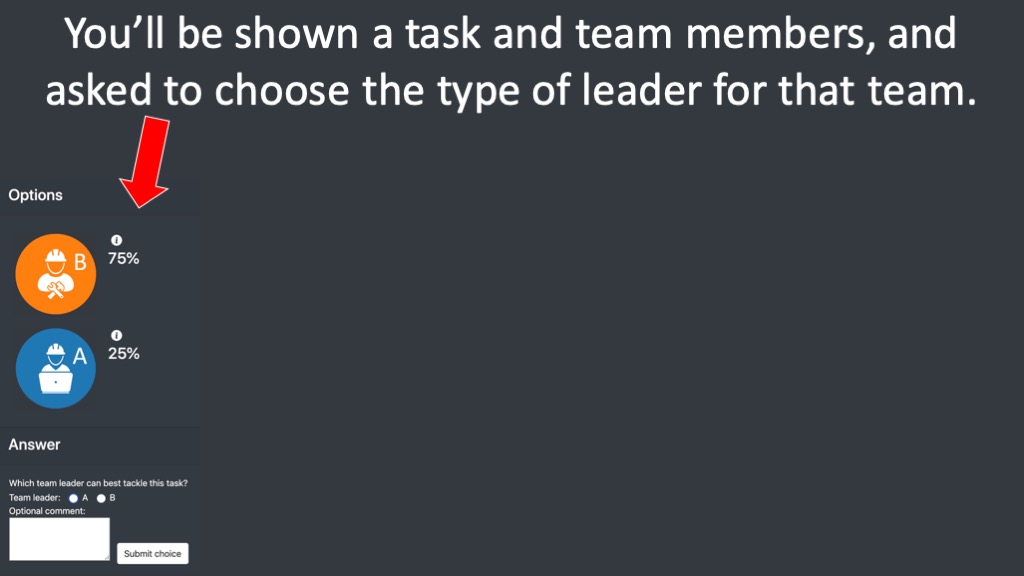 You’ll be shown a task and team members, and
asked to choose the type of leader for that team.
Options
B
75%
A
25%
Answer
Which team leader can best tackle this task?
Team leader: A B
Optional comment:
Submit choice